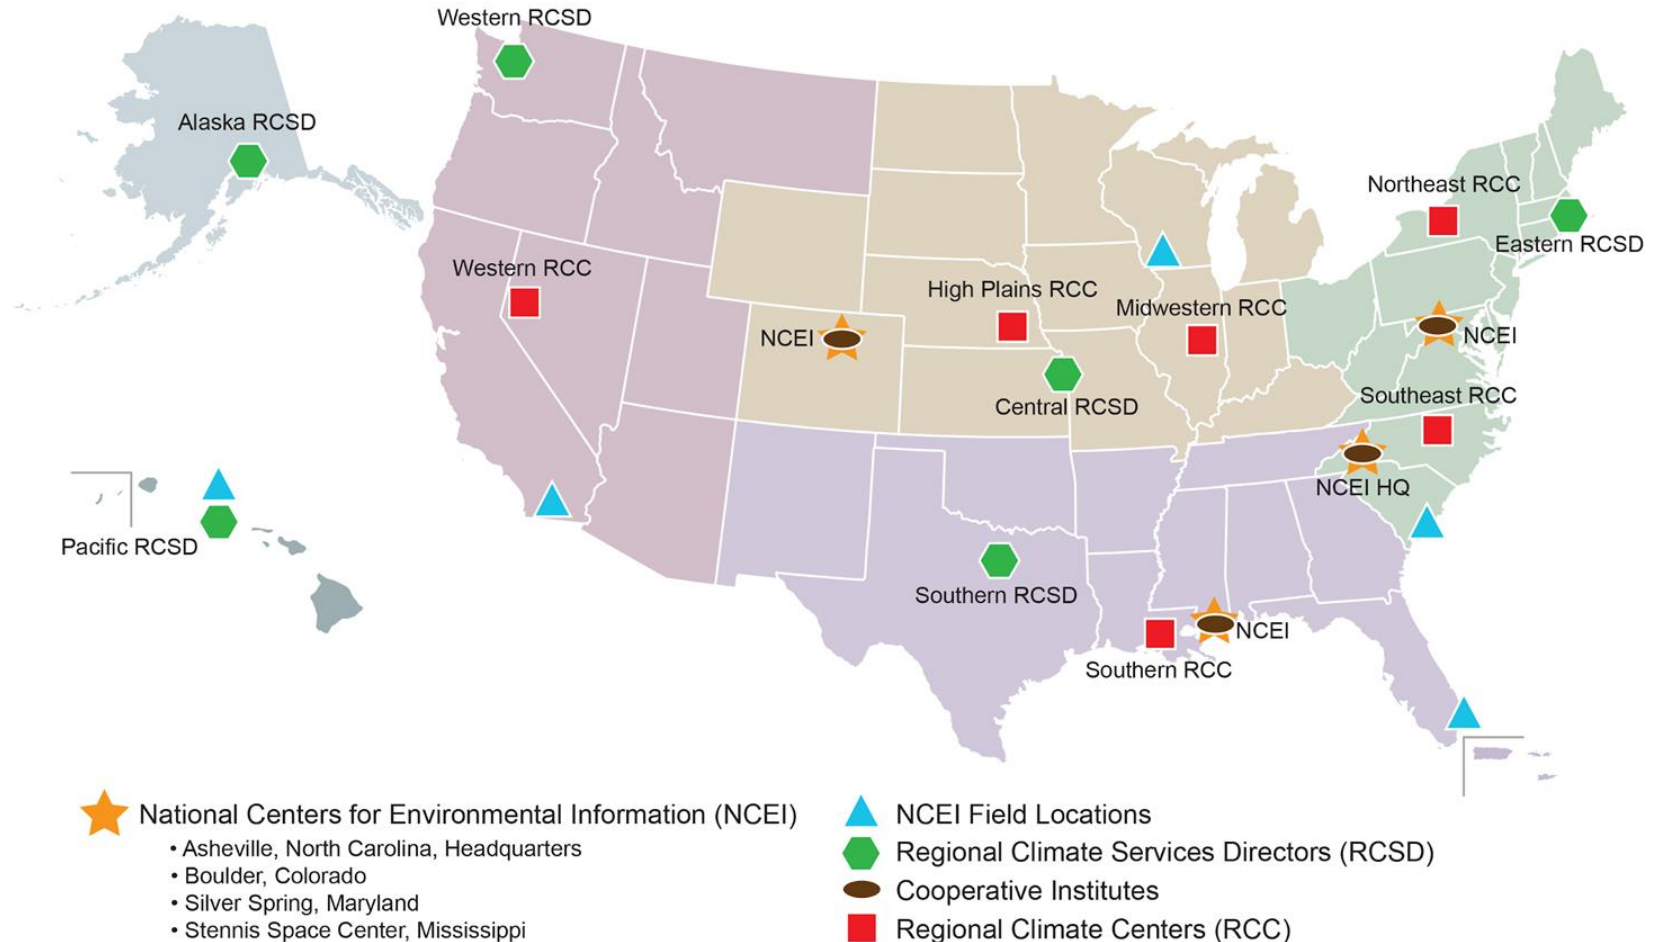 Western RCSD
Alaska RCSD
Northeast RCC
Eastern RCSD
Western RCC
High Plains RCC
Midwestern RCC
NCEI
NCEI
Southeast RCC
Central RCSD
NCEI HQ
Pacific RCSD
Southern RCSD
NCEI
Southern RCC
National Centers for Environmental Information (NCEI)
• Asheville, North Carolina, Headquarters
• Boulder, Colorado
• Silver Spring, Maryland
• Stennis Space Center, Mississippi
NCEI Field Locations
Regional Climate Services Directors (RCSD)
Cooperative Institutes
Regional Climate Centers (RCC)